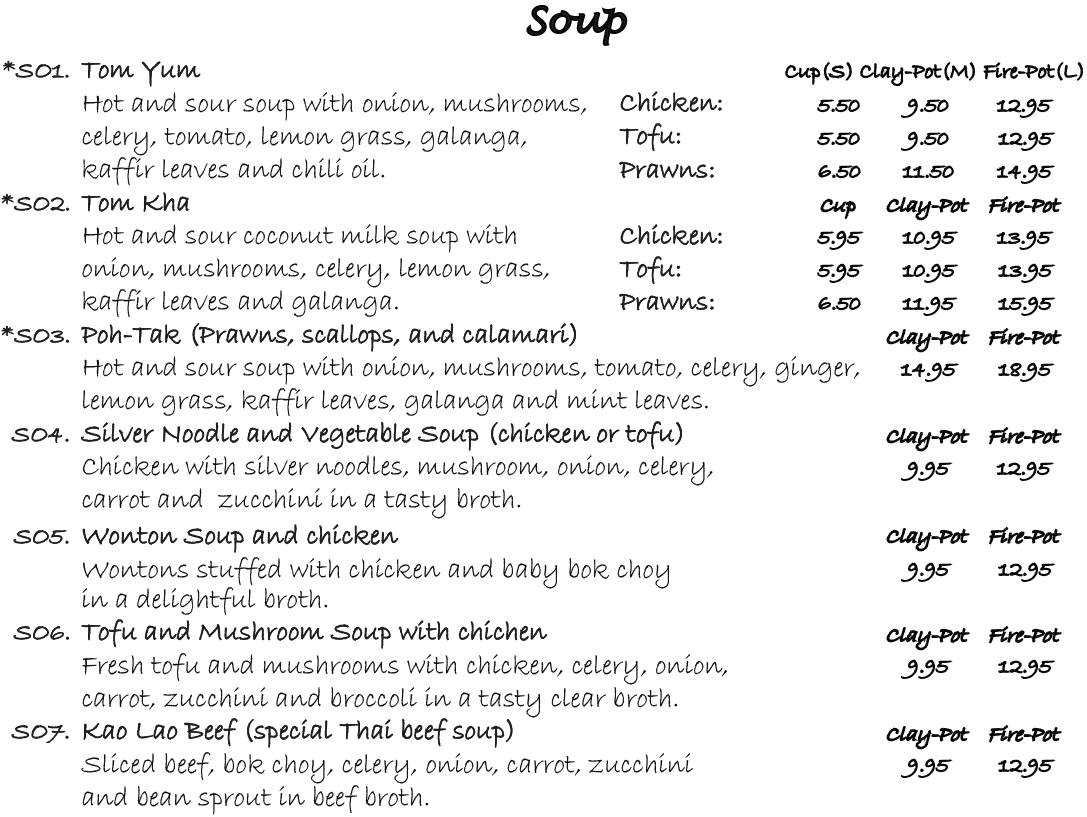 Soup
*S01. Tom Yum Cup(S) Clay-Pot(M) Fire-Pot(L)
Hot and sour soup with onion, mushrooms, Chicken: 5.50 9.50 12.95
celery, tomato, lemon grass, galanga, Tofu: 5.50 9.50 12.95
kaffir leaves and chili oil. Prawns: 6.50 11.50 14.95
*S02. Tom Kha Cup Clay-Pot Fire-Pot
Hot and sour coconut milk soup with Chicken: 5.95 10.95 13.95
onion, mushrooms, celery, lemon grass, Tofu: 5.95 10.95 13.95
kaffir leaves and galanga. Prawns: 6.50 11.95 15.95
*S03. Poh-Tak (Prawns, scallops, and calamari) Clay-Pot Fire-Pot
Hot and sour soup with onion, mushrooms, tomato, celery, ginger, 14.95 18.95
lemon grass, kaffir leaves, galanga and mint leaves.
S04. Silver Noodle and Vegetable Soup (chicken or tofu) Clay-Pot Fire-Pot
Chicken with silver noodles, mushroom, onion, celery, 9.95 12.95
carrot and zucchini in a tasty broth.
S05. Wonton Soup and chicken Clay-Pot Fire-Pot
Wontons stuffed with chicken and baby bok choy 9.95 12.95
in a delightful broth.
S06. Tofu and Mushroom Soup with chichen Clay-Pot Fire-Pot
Fresh tofu and mushrooms with chicken, celery, onion, 9.95 12.95
carrot, zucchini and broccoli in a tasty clear broth.
S07. Kao Lao Beef (special Thai beef soup) Clay-Pot Fire-Pot
Sliced beef, bok choy, celery, onion, carrot, zucchini 9.95 12.95
and bean sprout in beef broth.